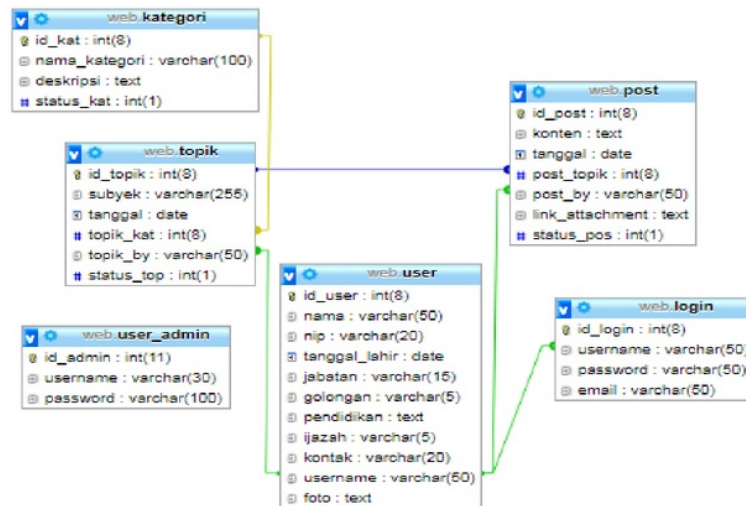 web.kategori
id_kat : int(8)
nama_kategori : varchar(100)
deskripsi : text
# status_kat : int(1)
web.topik
id_topik : int(8)
subyek : varchar(255)
tanggal : date
# topik_kat : int(8)
topik_by : varchar(50)
# status_top : int(1)
web.user_admin
id_admin : int(11)
username : varchar(30)
password : varchar(100)
web.user
id_user : int(8)
nama : varchar(50)
nip : varchar(20)
tanggal_lahir : date
jabatan : varchar(15)
golongan : varchar(5)
pendidikan : text
ijazah : varchar(5)
kontak : varchar(20)
username : varchar(50)
foto : text
web.post
id_post : int(8)
konten : text
tanggal : date
# post_topik : int(8)
post_by : varchar(50)
link_attachment : text
# status_pos : int(1)
web.login
id_login : int(8)
username : varchar(50)
password : varchar(50)
email : varchar(50)